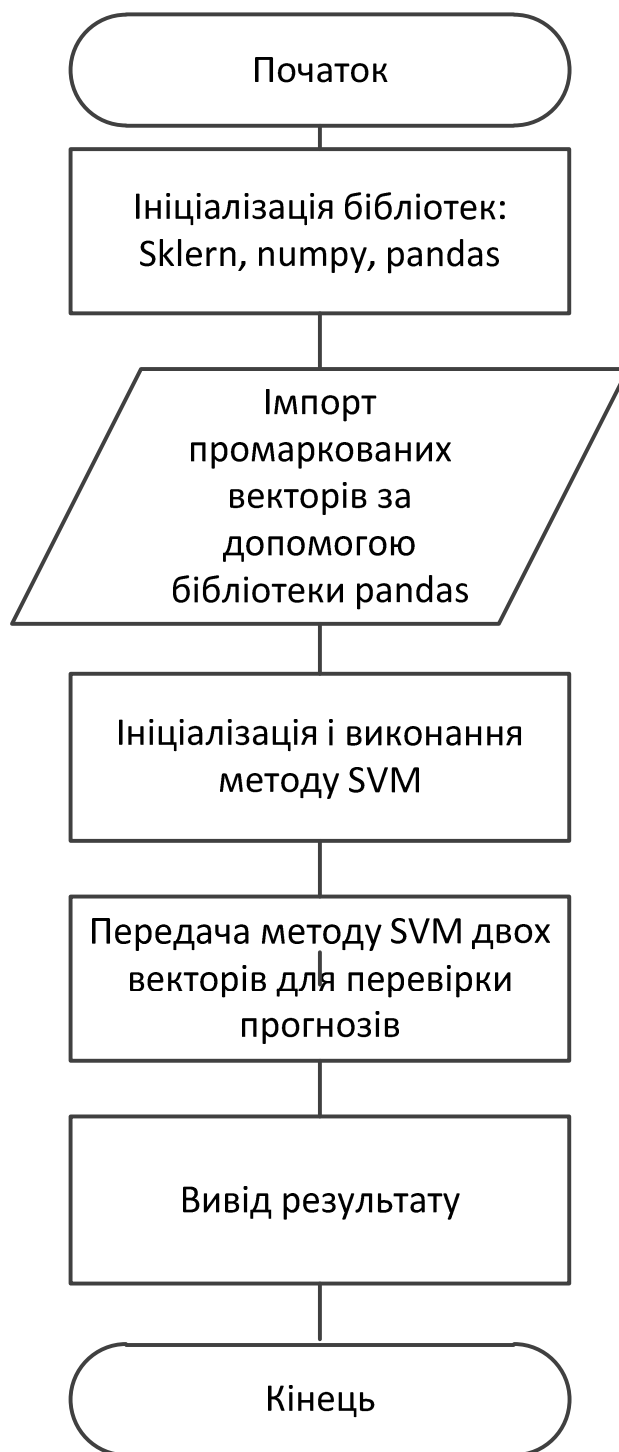 Початок
Ініціалізація бібліотек:
Sklern, numpy, pandas
Імпорт
промаркованих
векторів за
допомогою
бібліотеки pandas
Ініціалізація і виконання
методу SVM
Передача методу SVM двох
векторів для перевірки
прогнозів
Вивід результату
Кінець